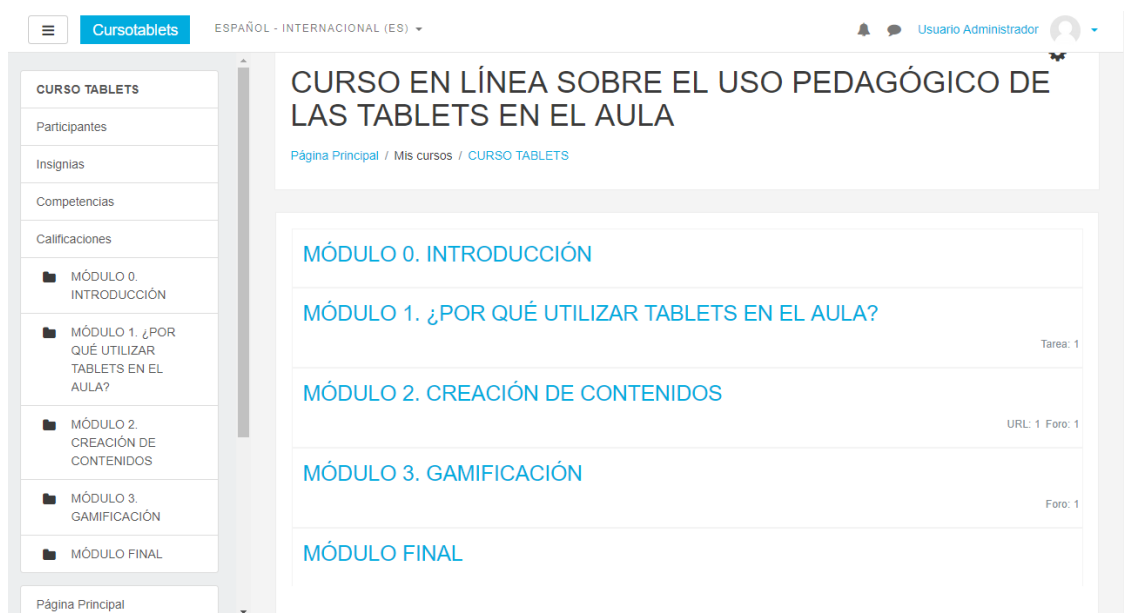 Cursotablets
ESPAÑOL - INTERNACIONAL (ES)
Usuario Administrador
CURSO TABLETS
Participantes
Insignias
Competencias
Calificaciones
MÓDULO 0.
INTRODUCCIÓN
MÓDULO 1. ¿POR
QUÉ UTILIZAR
TABLETS EN EL
AULA?
MÓDULO 2.
CREACIÓN DE
CONTENIDOS
MÓDULO 3.
GAMIFICACIÓN
MÓDULO FINAL
Página Principal
CURSO EN LÍNEA SOBRE EL USO PEDAGÓGICO DE
LAS TABLETS EN EL AULA
Página Principal / Mis cursos / CURSO TABLETS
MÓDULO 0. INTRODUCCIÓN
MÓDULO 1. ¿POR QUÉ UTILIZAR TABLETS EN EL AULA?
Tarea: 1
MÓDULO 2. CREACIÓN DE CONTENIDOS
URL: 1 Foro: 1
MÓDULO 3. GAMIFICACIÓN
Foro: 1
MÓDULO FINAL